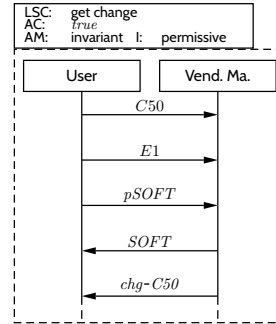 LSC: get change
AC: true
AM: invariant I: permissive
User Vend. Ma.
C50
E1
pSOFT
SOFT
chg-C50